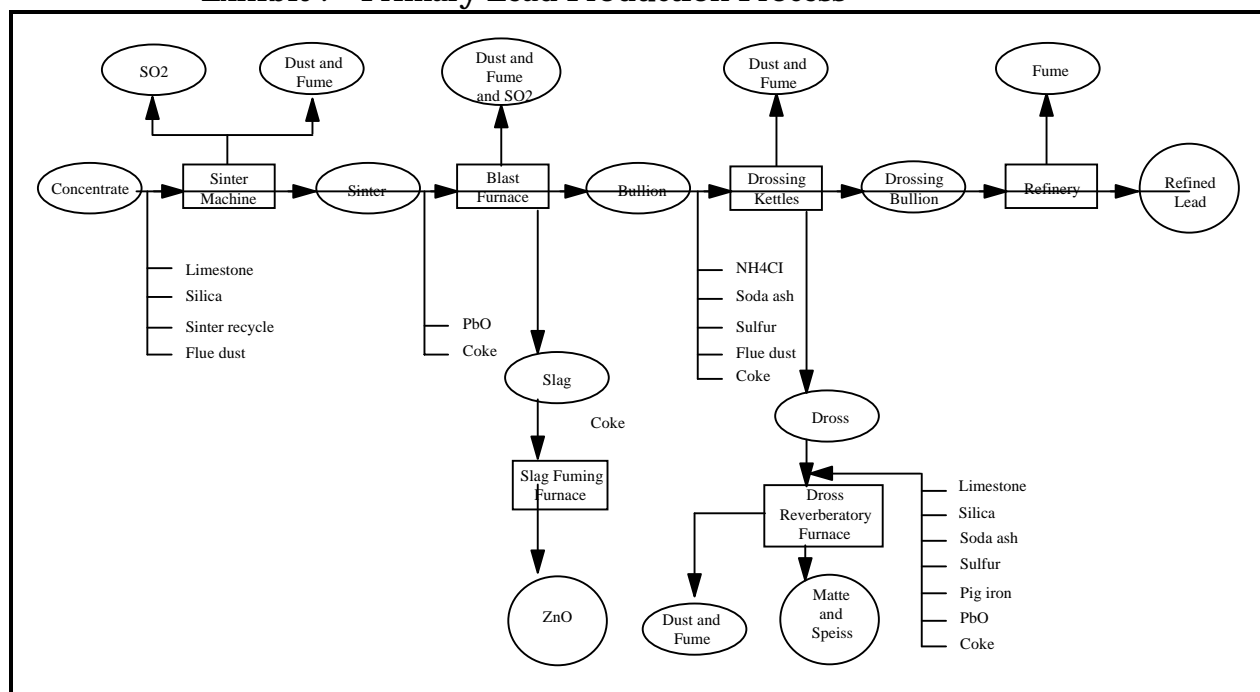 Exhibit 7 - Primary Lead Production Process
SO2
Dust and
Fume
Dust and
Fume
and SO2
Dust and
Fume
Fume
Concentrate
Sinter
Machine
Sinter
Blast
Furnace
Bullion
Drossing
Kettles
Drossing
Bullion
Refinery
Refined
Lead
Limestone
Silica
Sinter recycle
Flue dust
PbO
Coke
NH4CI
Soda ash
Sulfur
Flue dust
Coke
Slag
Coke
Slag Fuming
Furnace
ZnO
Dross
Dross
Reverberatory
Furnace
Limestone
Silica
Soda ash
Sulfur
Pig iron
PbO
Coke
Dust and
Fume
Matte
and
Speiss